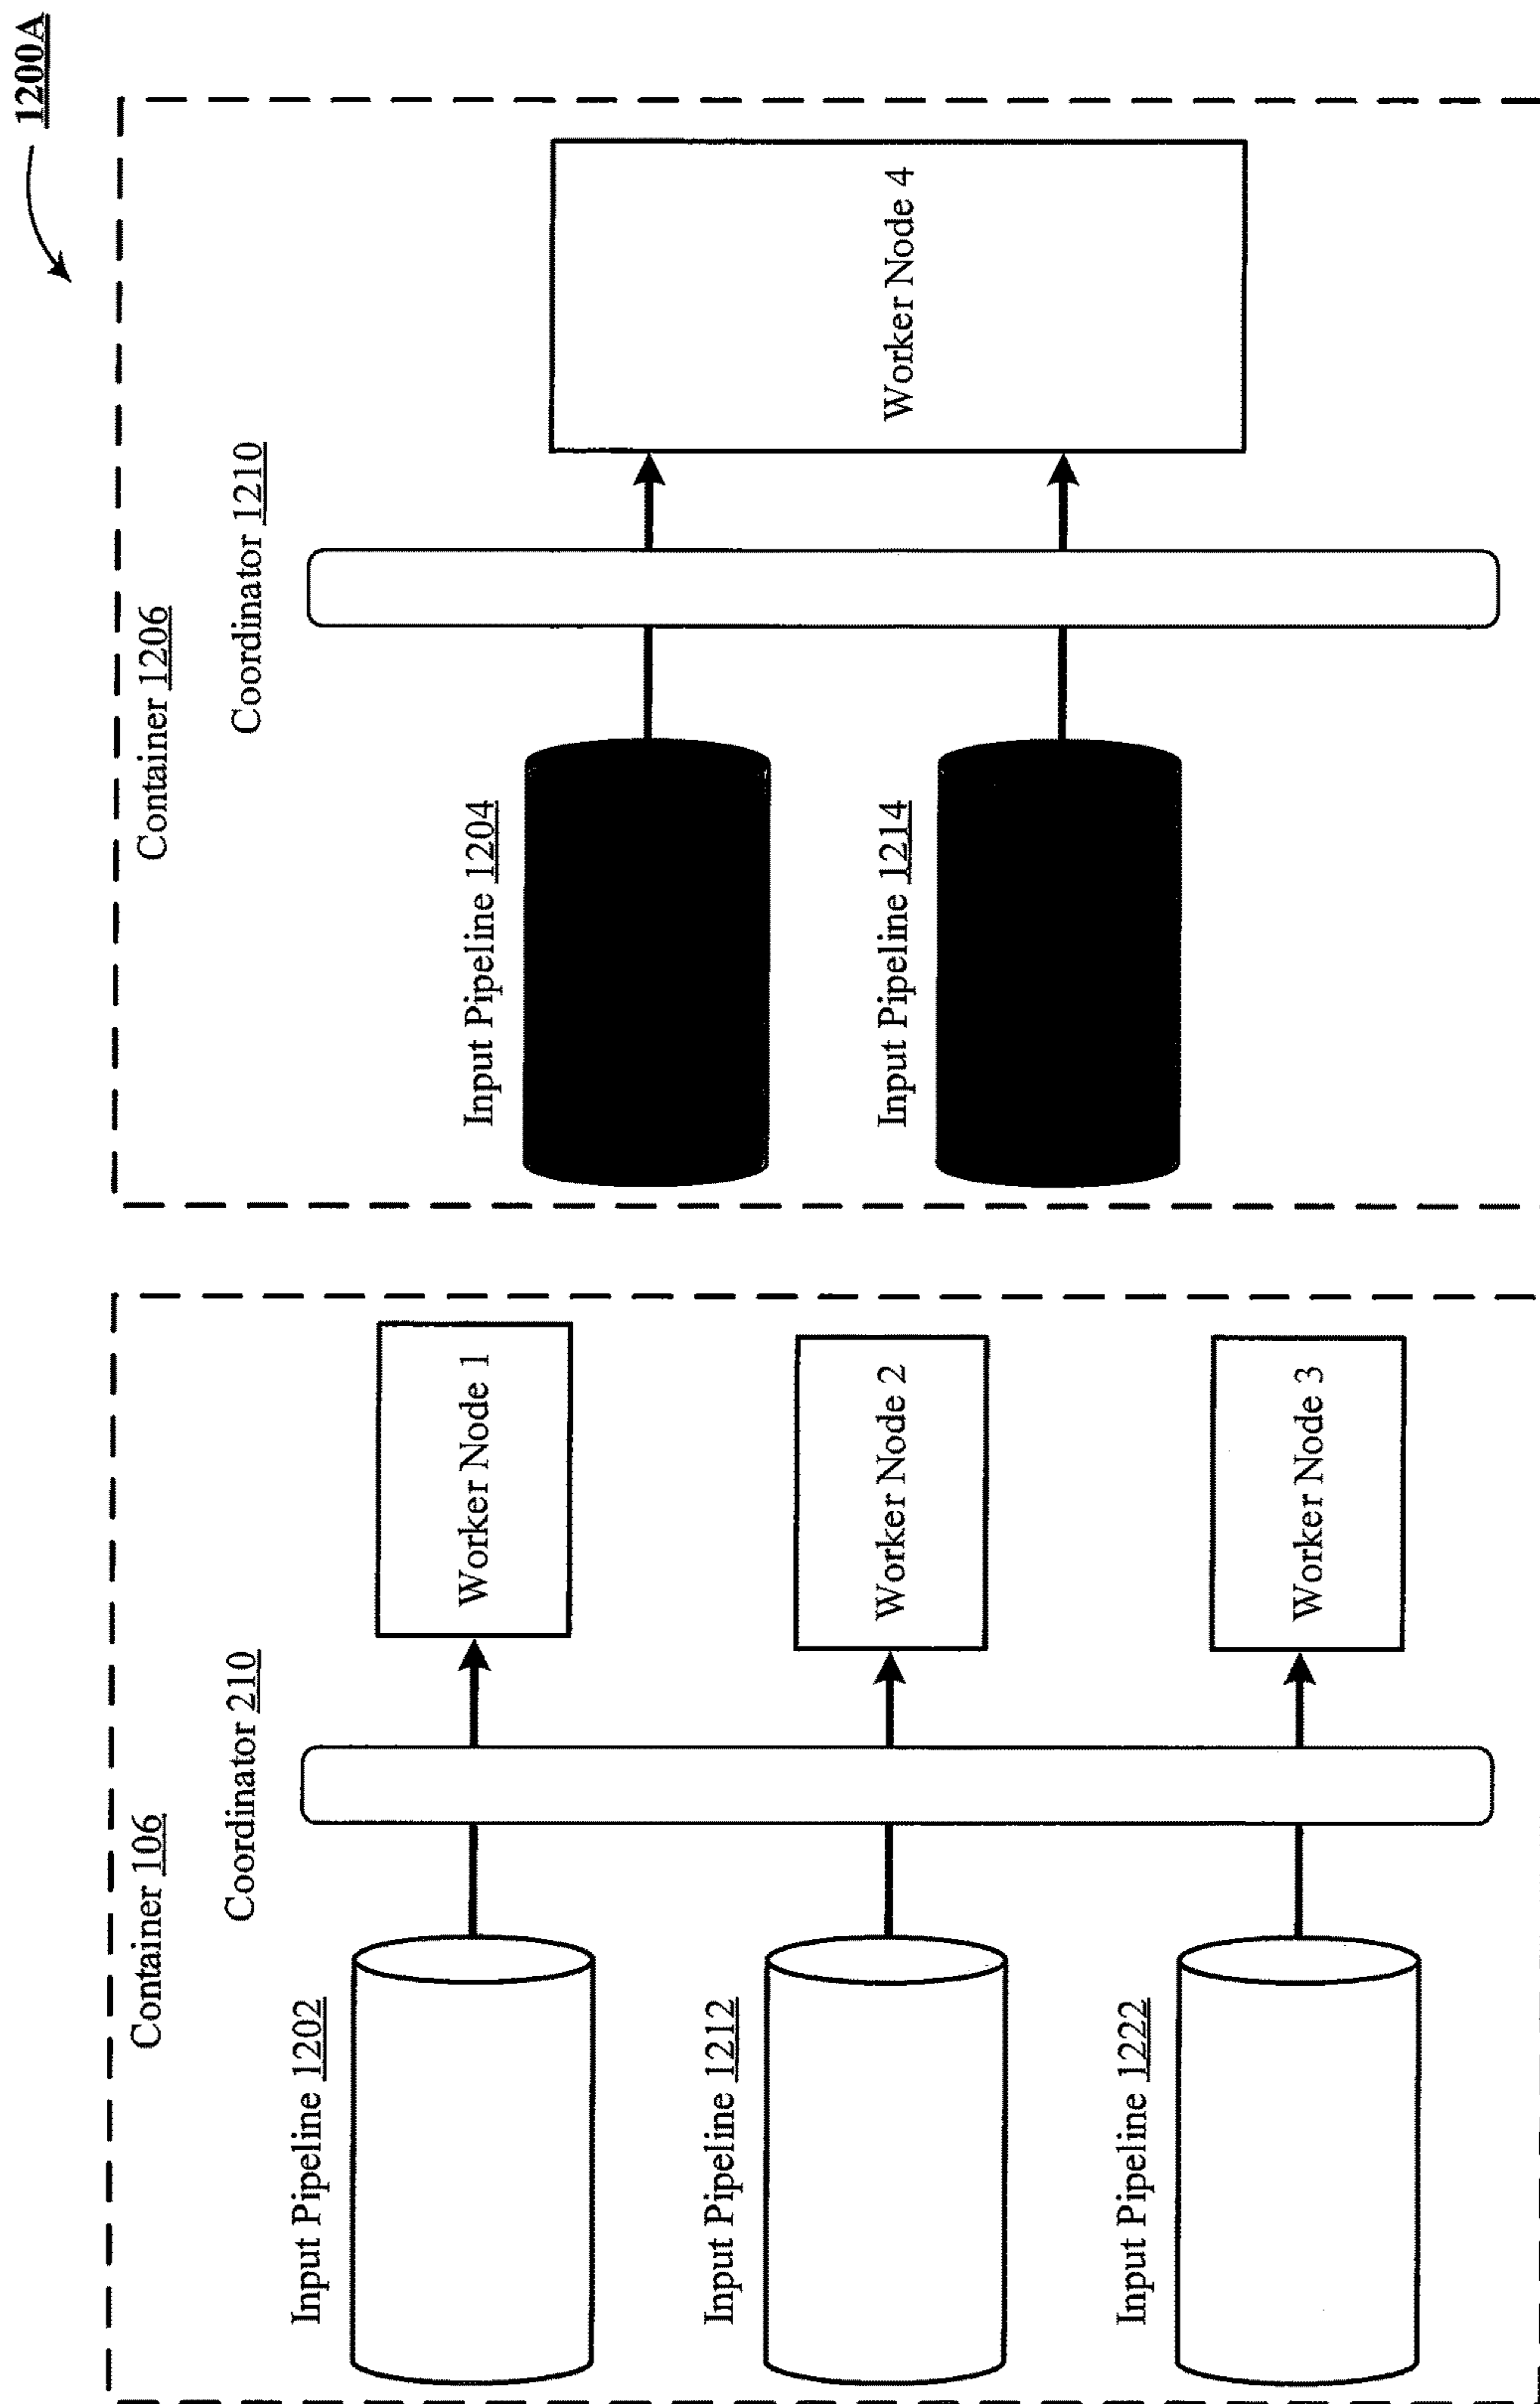 1200A
Container 106
Coordinator 210
Input Pipeline 1202
Worker Node 1
Input Pipeline 1212
Worker Node 2
Input Pipeline 1222
Worker Node 3
Container 1206
Coordinator 1210
Input Pipeline 1204
Input Pipeline 1214
Worker Node 4